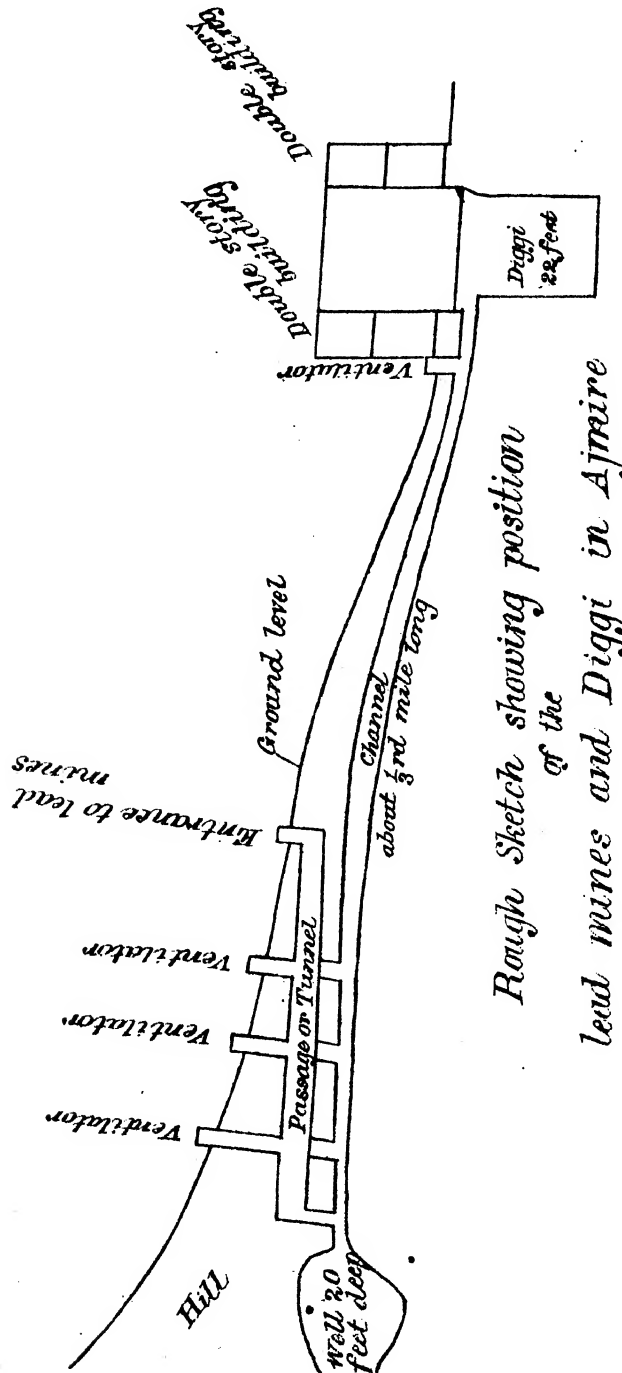 Double story
building
Double story
building
Ventilator
Diggi
22 feet
Ground level
Entrance to lead
mines
Ventilator
Ventilator
Ventilator
Passage or Tunnel
Channel
about 1/3rd mile long
Hill
Well 20
feet deep
Rough Sketch showing position
of the
lead mines and Diggi in Ajmire